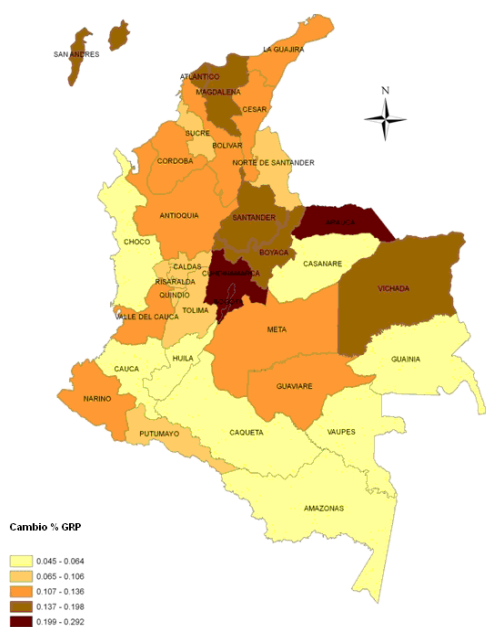 SAN ANDRES
LA GUAJIRA
ATLANTICO
MAGDALENA
CESAR
N
SUCRE
BOLIVAR
CORDOBA
NORTE DE SANTANDER
ANTIOQUIA
SANTANDER
ARAUCA
CHOCO
BOYACA
CASANARE
CALDAS
CUNDINAMARCA
RISARALDA
VICHADA
QUINDIO
BOGOTA
VALLE DEL CAUCA
TOLIMA
META
HUILA
GUAINIA
CAUCA
GUAVIARE
NARINO
PUTUMAYO
CAQUETA
VAUPES
AMAZONAS
Cambio % GRP
0.045 - 0.064
0.065 - 0.106
0.107 - 0.136
0.137 - 0.198
0.199 - 0.292